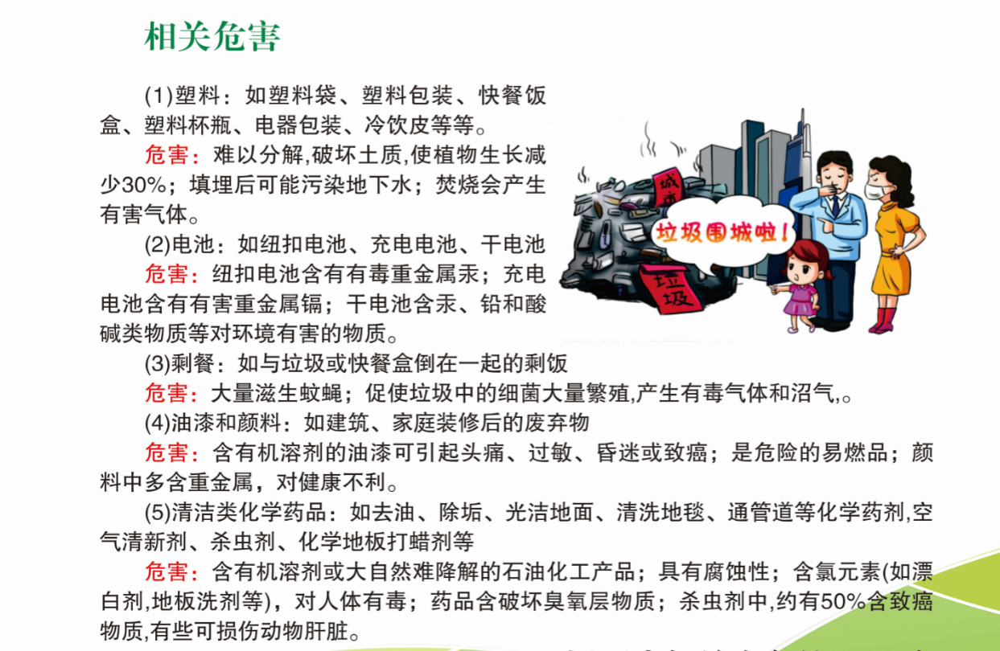 相关危害
(1)塑料：如塑料袋、塑料包装、快餐饭
盒、塑料杯瓶、电器包装、冷饮皮等等。
危害：难以分解,破坏土质,使植物生长减
少30%；填埋后可能污染地下水；焚烧会产生
有害气体。
(2)电池：如纽扣电池、充电电池、干电池
危害：纽扣电池含有有毒重金属汞；充电
电池含有有害重金属镉；干电池含汞、铅和酸
碱类物质等对环境有害的物质。
城市
垃圾围城啦!
垃圾
(3)剩餐：如与垃圾或快餐盒倒在一起的剩饭
危害：大量滋生蚊蝇；促使垃圾中的细菌大量繁殖,产生有毒气体和沼气,。
(4)油漆和颜料：如建筑、家庭装修后的废弃物
危害：含有机溶剂的油漆可引起头痛、过敏、昏迷或致癌；是危险的易燃品；颜
料中多含重金属，对健康不利。
(5)清洁类化学药品：如去油、除垢、光洁地面、清洗地毯、通管道等化学药剂,空
气清新剂、杀虫剂、化学地板打蜡剂等
危害：含有机溶剂或大自然难降解的石油化工产品；具有腐蚀性；含氯元素(如漂
白剂,地板洗剂等)，对人体有毒；药品含破坏臭氧层物质；杀虫剂中,约有50%含致癌
物质,有些可损伤动物肝脏。